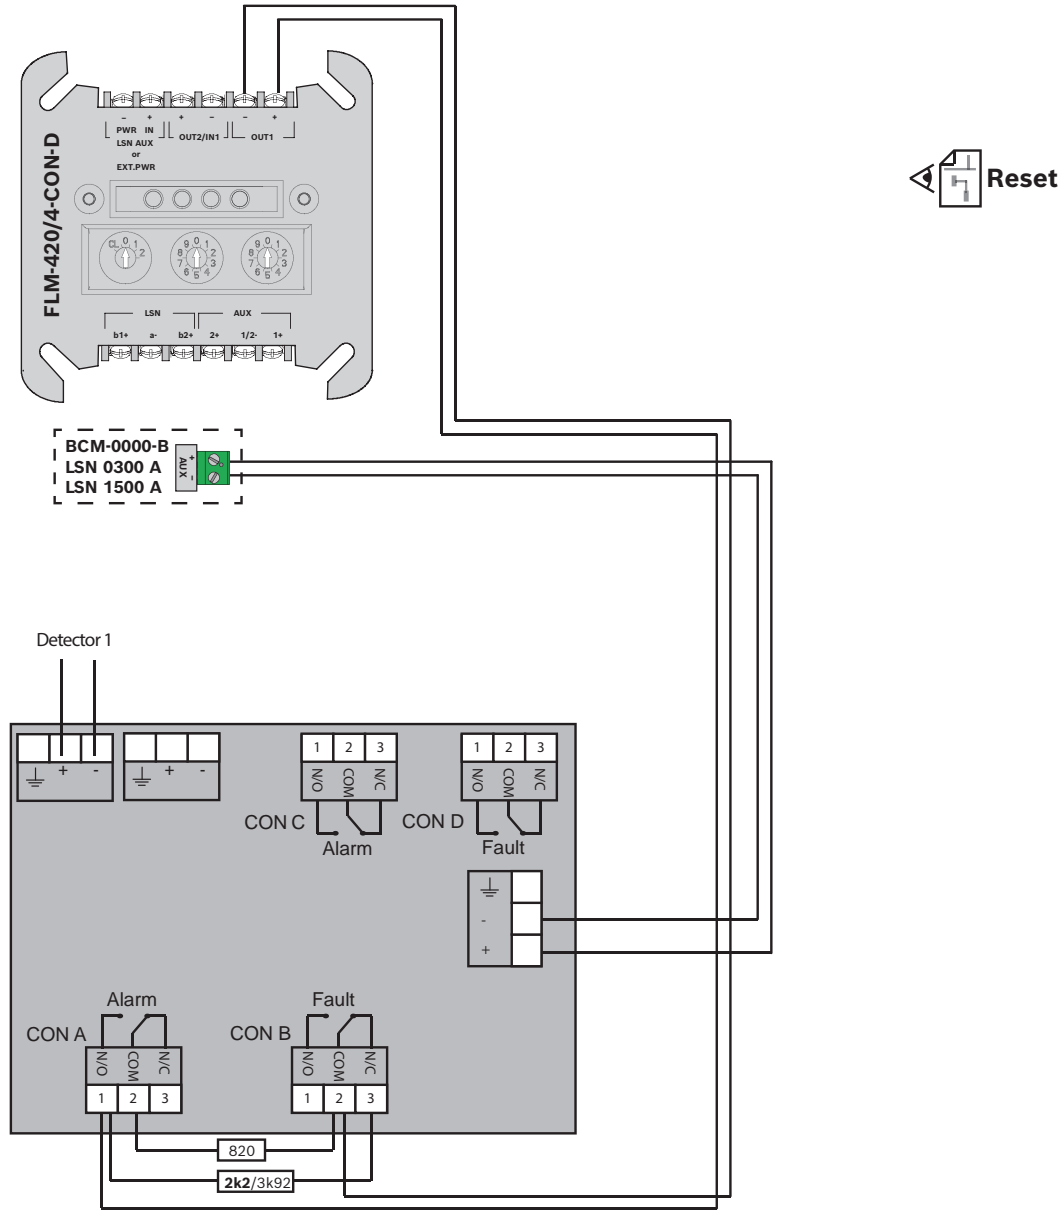 FLM-420/4-CON-D
– + + – – +
PWR IN
LSN AUX
or
EXT.PWR
OUT2/IN1
OUT1
CL 0 1 2
9 0 1 2 3 4 5 6 7 8
9 0 1 2 3 4 5 6 7 8
LSN AUX
b1+ a- b2+ 2+ 1/2- 1+
Reset
BCM-0000-B
LSN 0300 A
LSN 1500 A
+ AUX –
Detector 1
+ -
+ -
1 2 3
N/O COM N/C
CON C
Alarm
1 2 3
N/O COM N/C
CON D
Fault
-
+
Alarm
CON A
N/O COM N/C
1 2 3
Fault
CON B
N/O COM N/C
1 2 3
820
2k2/3k92